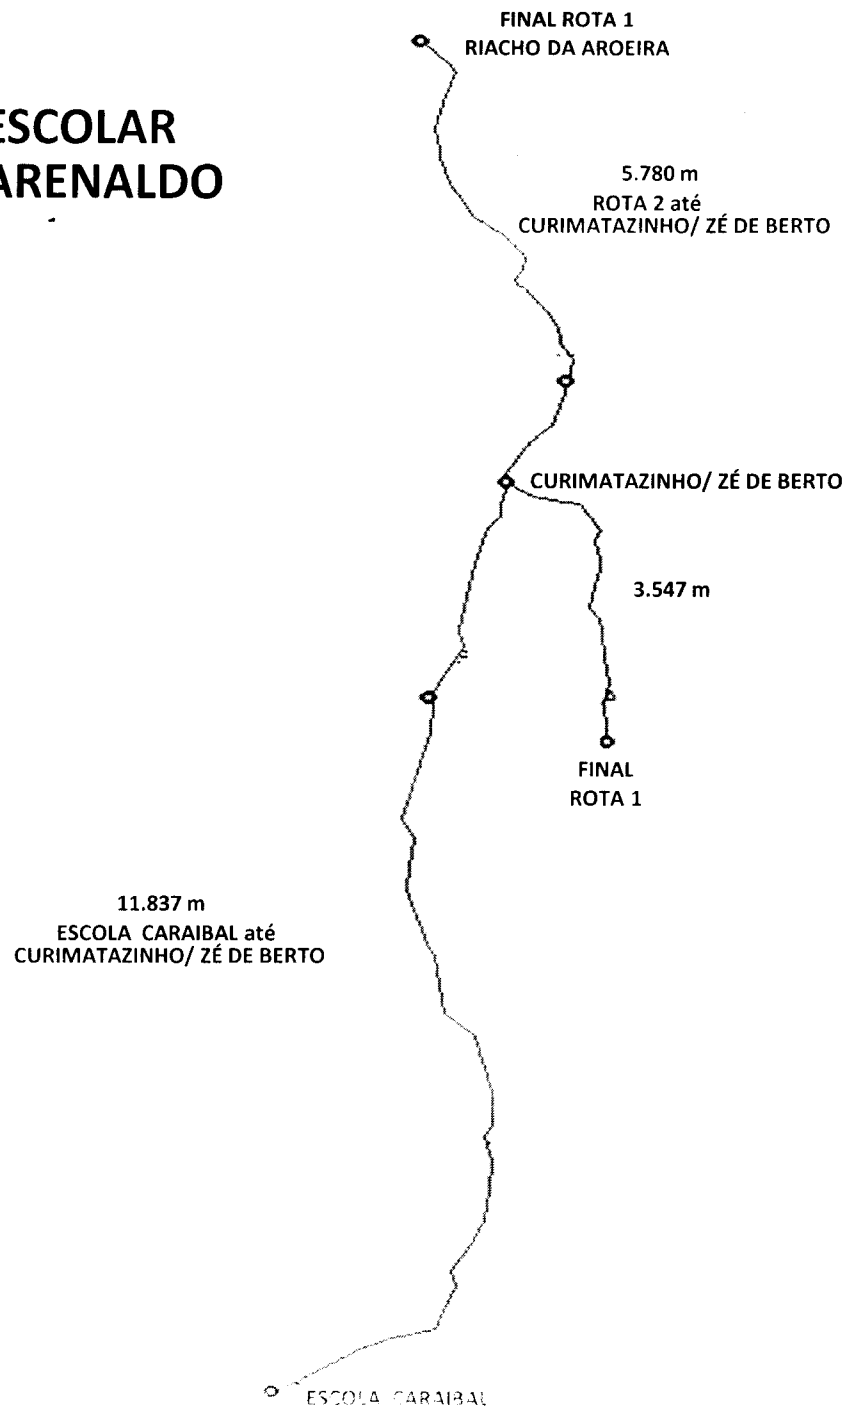 FINAL ROTA 1
RIACHO DA AROEIRA
ESCOLAR
ARENALDO
5.780 m
ROTA 2 até
CURIMATAZINHO/ ZÉ DE BERTO
CURIMATAZINHO/ ZÉ DE BERTO
3.547 m
FINAL
ROTA 1
11.837 m
ESCOLA CARAIBAL até
CURIMATAZINHO/ ZÉ DE BERTO
ESCOLA CARAIBAL